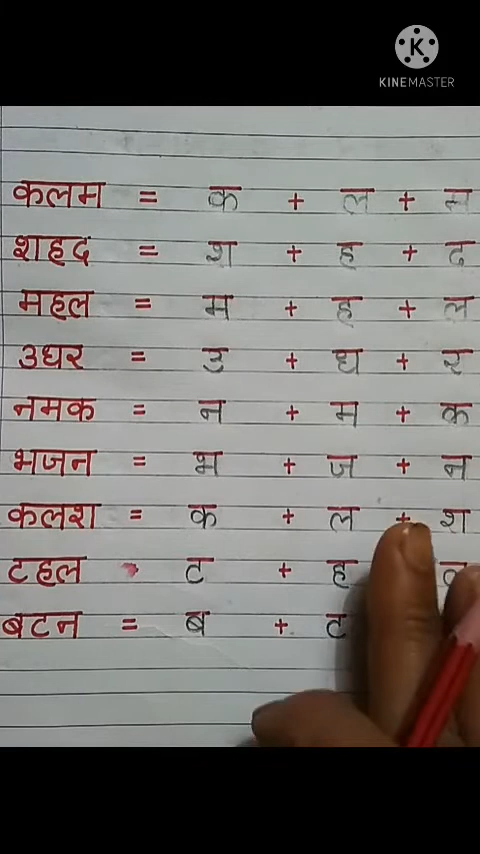 KINEMASTER
कलम = क + ल + म
शहद = श + ह + द
महल = म + ह + ल
उधर = उ + ध + र
नमक = न + म + क
भजन = भ + ज + न
कलश = क + ल + श
टहल = ट + ह
बटन = ब + ट